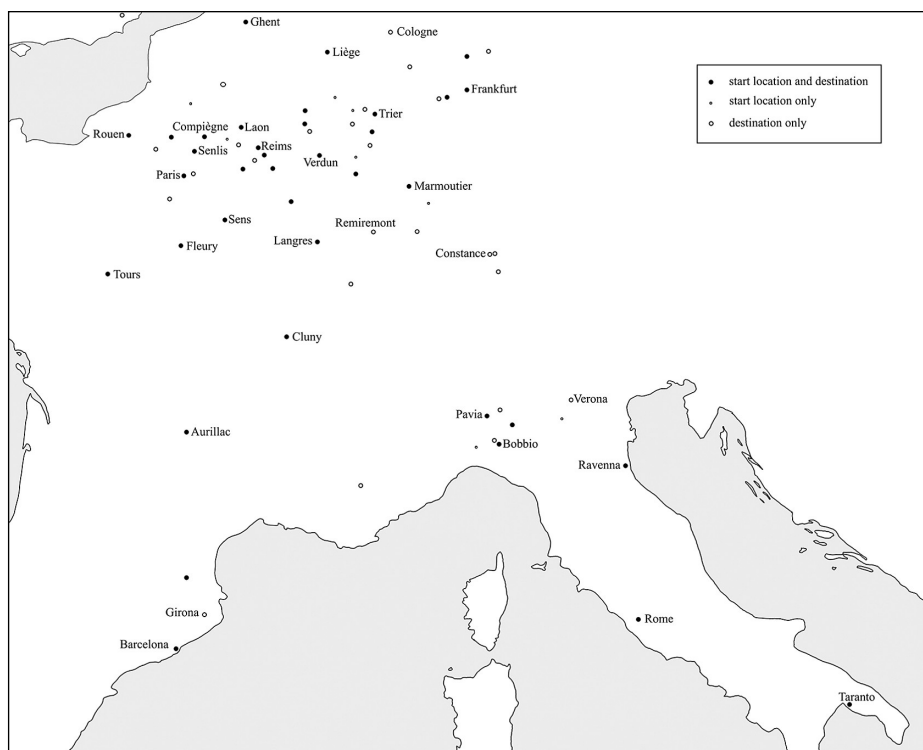 Ghent
Cologne
Liège
start location and destination
start location only
destination only
Frankfurt
Trier
Compiègne
Laon
Rouen
Reims
Senlis
Verdun
Paris
Marmoutier
Sens
Remiremont
Langres
Fleury
Constance
Tours
Cluny
Verona
Pavia
Aurillac
Bobbio
Ravenna
Girona
Rome
Barcelona
Taranto